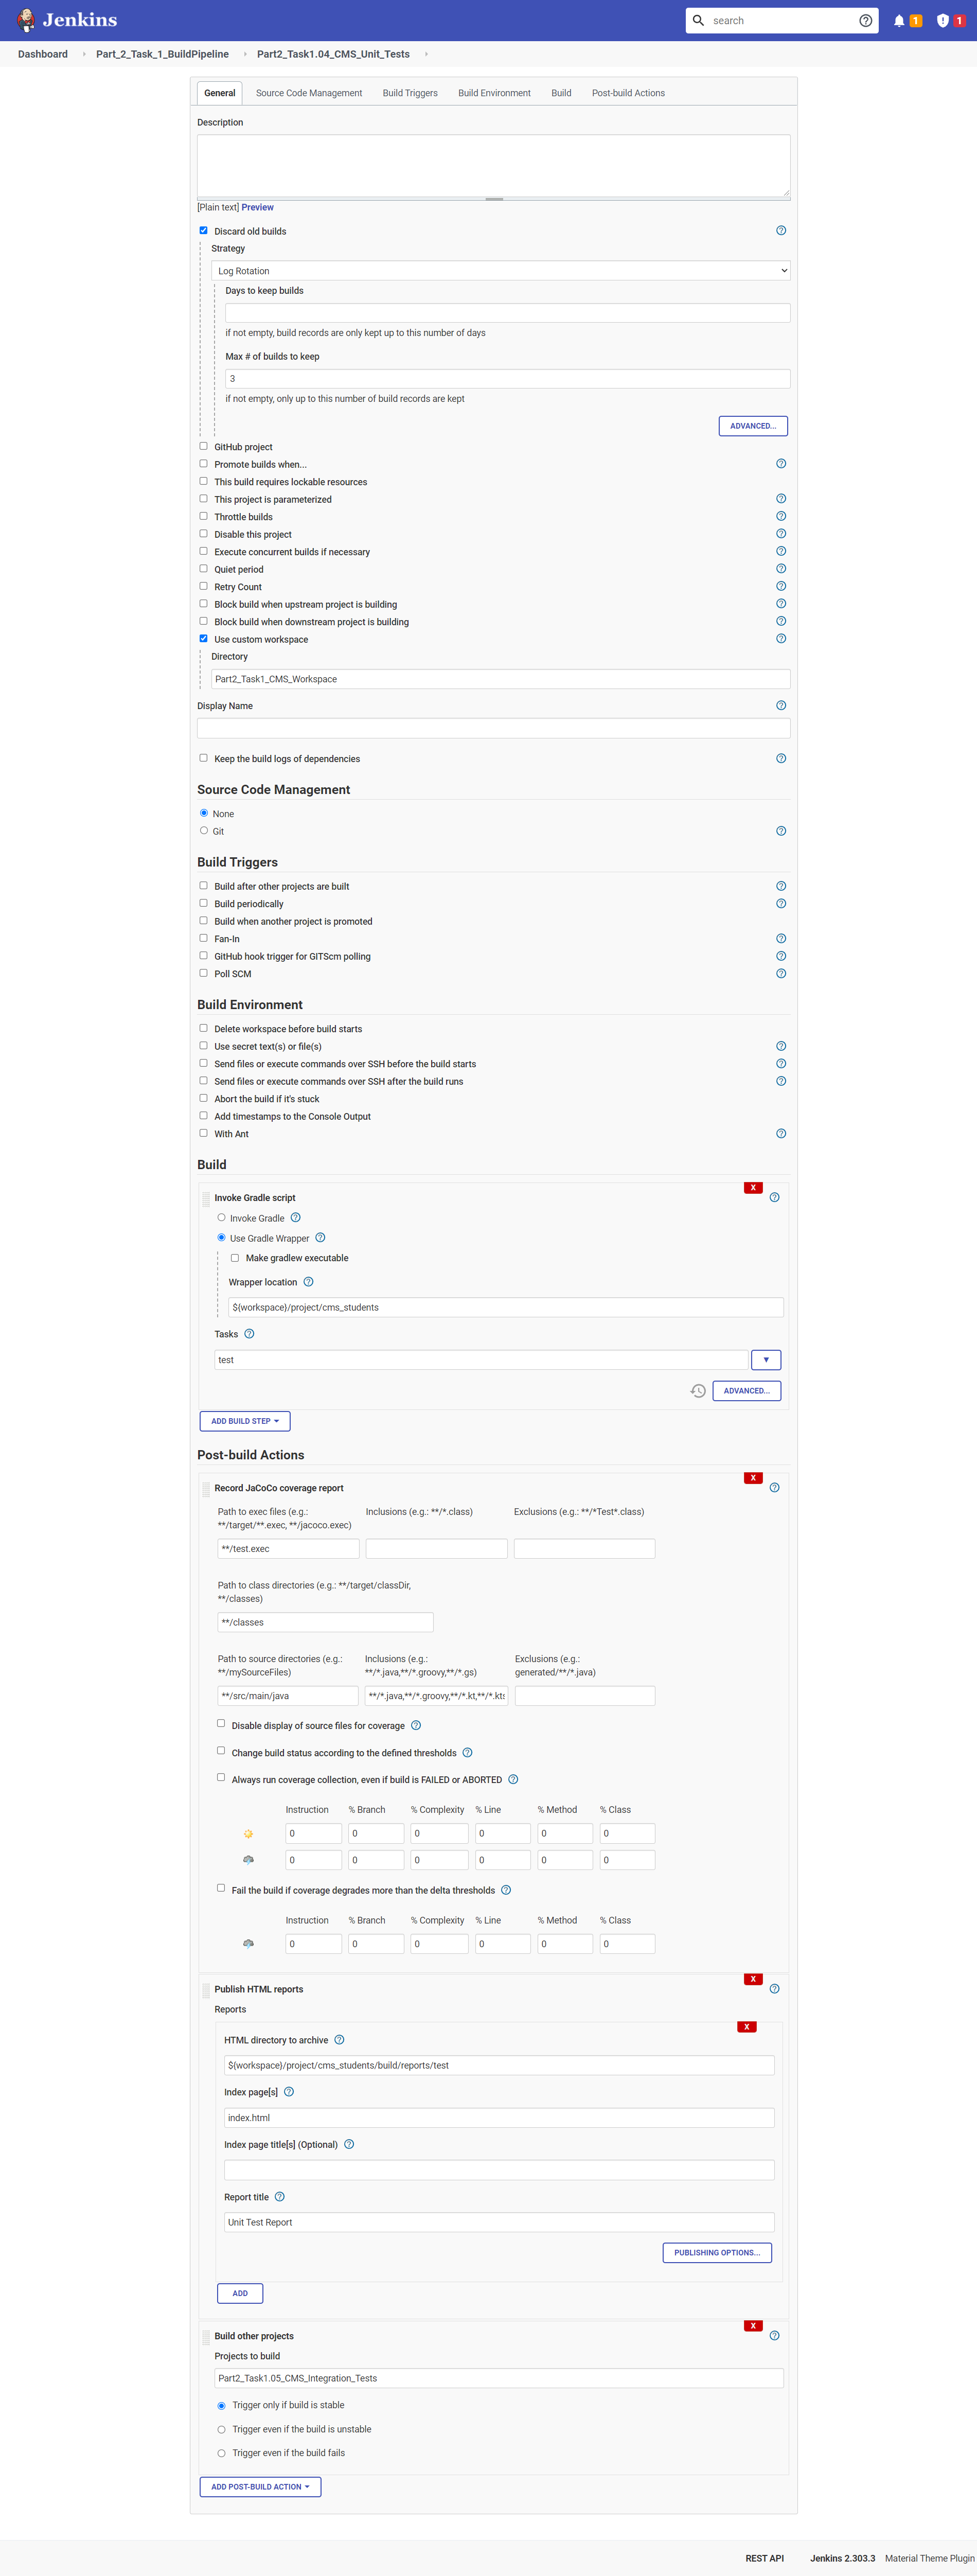 Jenkins
search
1
1
Dashboard
Part_2_Task_1_BuildPipeline
Part2_Task1.04_CMS_Unit_Tests
General Source Code Management Build Triggers Build Environment Build Post-build Actions
Description
[Plain text] Preview
Discard old builds
Strategy
Log Rotation
Days to keep builds
if not empty, build records are only kept up to this number of days
Max # of builds to keep
3
if not empty, only up to this number of build records are kept
ADVANCED...
GitHub project
Promote builds when...
This build requires lockable resources
This project is parameterized
Throttle builds
Disable this project
Execute concurrent builds if necessary
Quiet period
Retry Count
Block build when upstream project is building
Block build when downstream project is building
Use custom workspace
Directory
Part2_Task1_CMS_Workspace
Display Name
Keep the build logs of dependencies
Source Code Management
None
Git
Build Triggers
Build after other projects are built
Build periodically
Build when another project is promoted
Fan-In
GitHub hook trigger for GITScm polling
Poll SCM
Build Environment
Delete workspace before build starts
Use secret text(s) or file(s)
Send files or execute commands over SSH before the build starts
Send files or execute commands over SSH after the build runs
Abort the build if it's stuck
Add timestamps to the Console Output
With Ant
Build
X
Invoke Gradle script
Invoke Gradle
Use Gradle Wrapper
Make gradlew executable
Wrapper location
${workspace}/project/cms_students
Tasks
test
ADVANCED...
ADD BUILD STEP
Post-build Actions
X
Record JaCoCo coverage report
Path to exec files (e.g.: Inclusions (e.g.: **/*.class) Exclusions (e.g.: **/*Test*.class)
**/target/**.exec, **/jacoco.exec)
**/test.exec
Path to class directories (e.g.: **/target/classDir,
**/classes)
**/classes
Path to source directories (e.g.: Inclusions (e.g.: Exclusions (e.g.:
**/mySourceFiles) **/*.java,**/*.groovy,**/*.gs) generated/**/*.java)
**/src/main/java **/*.java,**/*.groovy,**/*.kt,**/*.kts
Disable display of source files for coverage
Change build status according to the defined thresholds
Always run coverage collection, even if build is FAILED or ABORTED
Instruction % Branch % Complexity % Line % Method % Class
0 0 0 0 0 0
0 0 0 0 0 0
Fail the build if coverage degrades more than the delta thresholds
Instruction % Branch % Complexity % Line % Method % Class
0 0 0 0 0 0
X
Publish HTML reports
Reports
X
HTML directory to archive
${workspace}/project/cms_students/build/reports/test
Index page[s]
index.html
Index page title[s] (Optional)
Report title
Unit Test Report
PUBLISHING OPTIONS...
ADD
X
Build other projects
Projects to build
Part2_Task1.05_CMS_Integration_Tests
Trigger only if build is stable
Trigger even if the build is unstable
Trigger even if the build fails
ADD POST-BUILD ACTION
REST API Jenkins 2.303.3 Material Theme Plugin